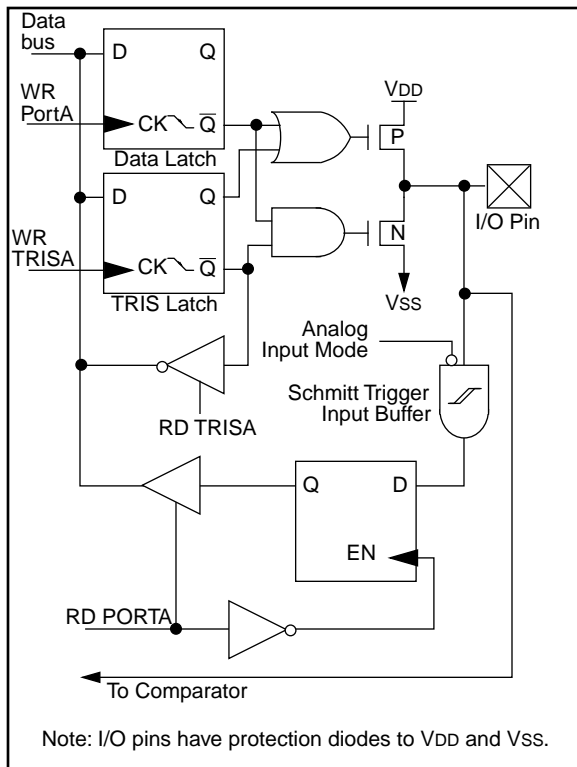 Data
bus
D Q
VDD
WR
PortA
CK Q
P
Data Latch
D Q
I/O Pin
N
WR
TRISA
CK Q
VSS
TRIS Latch
Analog
Input Mode
Schmitt Trigger
Input Buffer
RD TRISA
Q D
EN
RD PORTA
To Comparator
Note: I/O pins have protection diodes to VDD and VSS.